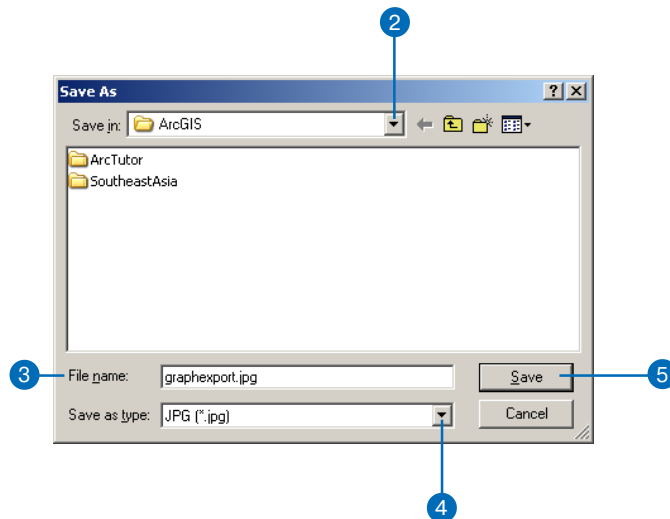 2
Save As
Save in: ArcGIS
ArcTutor
SoutheastAsia
3 File name: graphexport.jpg Save 5
Save as type: JPG (*.jpg) Cancel
4